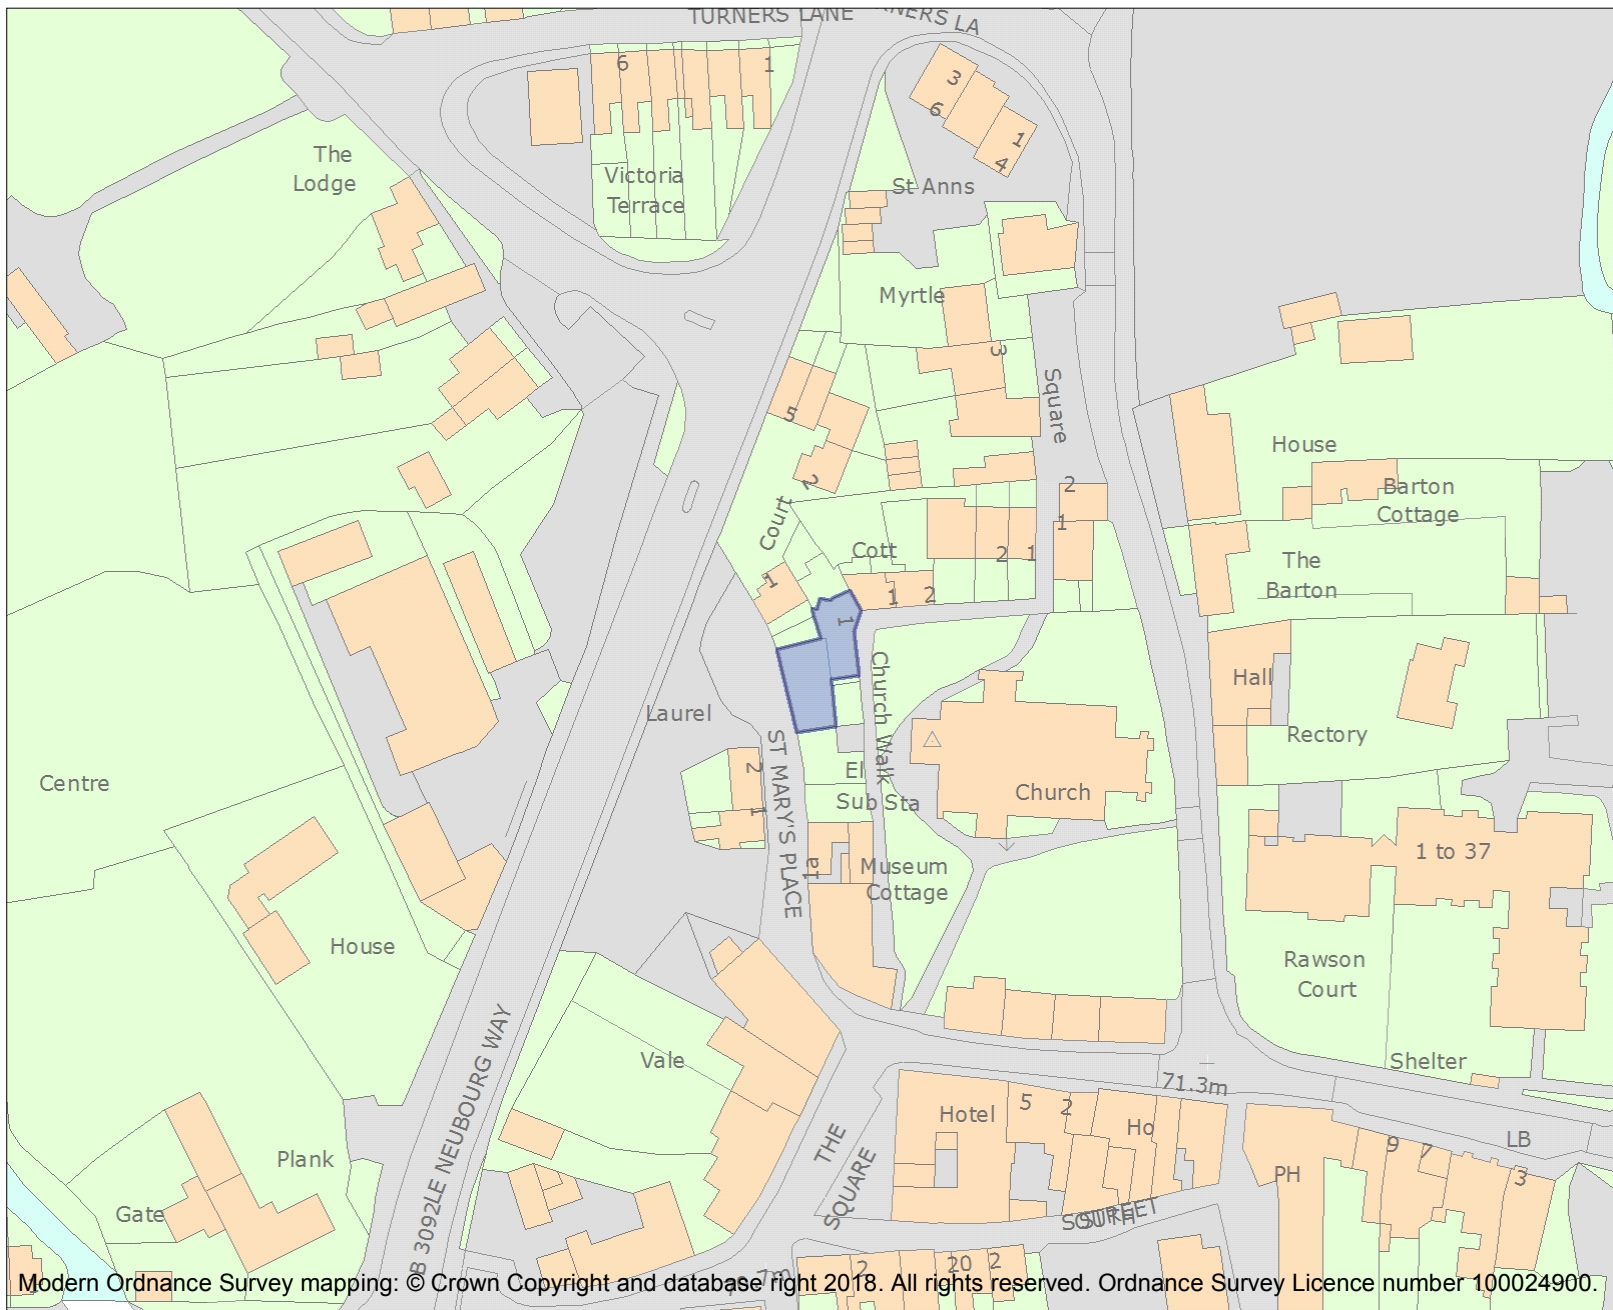 TURNERS LANE
NERS LA
6
1
3
6
1
4
The
Lodge
Victoria
Terrace
St Anns
Myrtle
3
Square
5
2
House
Barton
Cottage
Court
2
1
Cott
2
1
The
Barton
1
1
2
1
Church Walk
Hall
Laurel
Rectory
ST MARY'S PLACE
2
1
El
Sub Sta
Centre
Church
1a
Museum
Cottage
1 to 37
House
Rawson
Court
Vale
Shelter
71.3m
B 3092
LE NEUBOURG WAY
THE
SQUARE
Hotel
5
2
Ho
LB
Plank
PH
9
7
3
Gate
SOUTH
STREET
2
20
2
Modern Ordnance Survey mapping: © Crown Copyright and database right 2018. All rights reserved. Ordnance Survey Licence number 100024900.